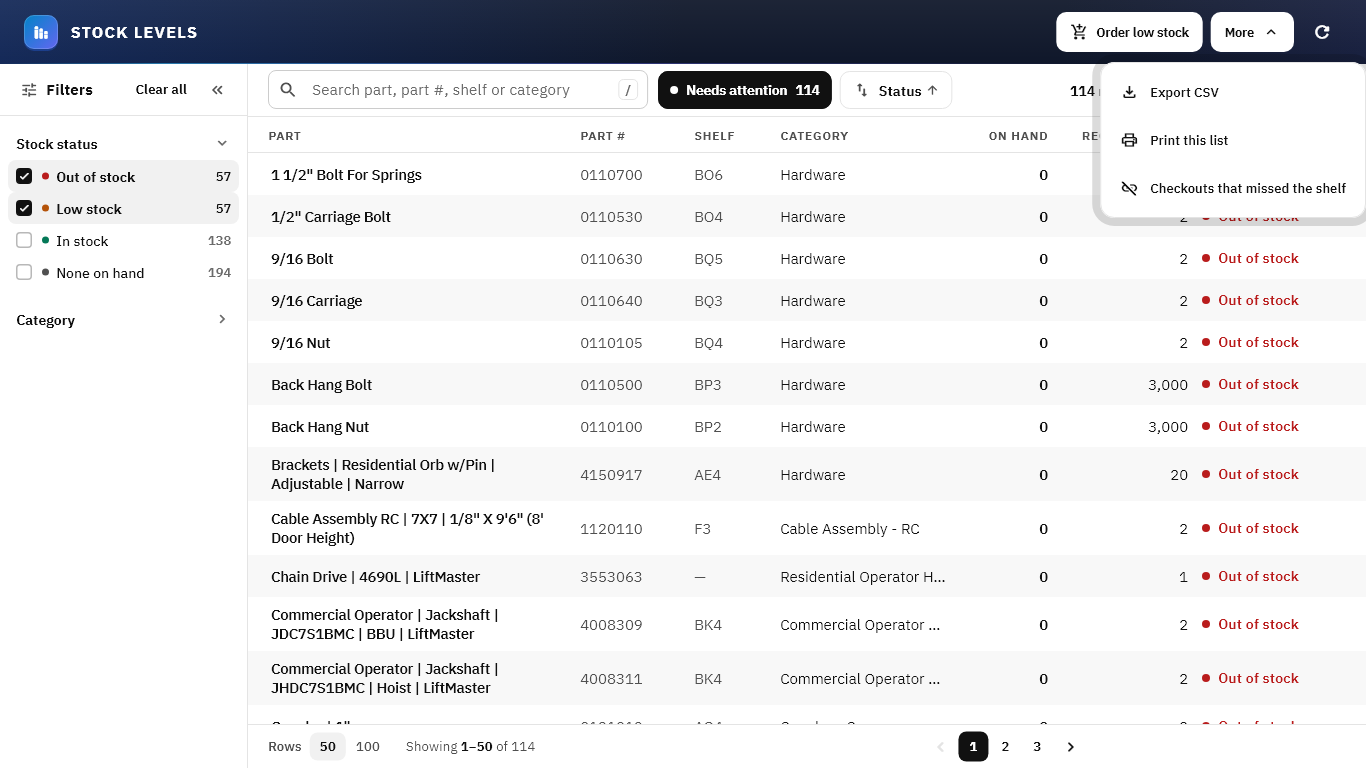 STOCK LEVELS
Order low stock
More
Filters
Clear all
Search part, part #, shelf or category
/
Needs attention 114
Status
114
Export CSV
Print this list
Checkouts that missed the shelf
Stock status
Out of stock 57
Low stock 57
In stock 138
None on hand 194
Category
PART PART # SHELF CATEGORY ON HAND
1 1/2" Bolt For Springs 0110700 BO6 Hardware 0
1/2" Carriage Bolt 0110530 BO4 Hardware 0 2 Out of stock
9/16 Bolt 0110630 BQ5 Hardware 0 2 Out of stock
9/16 Carriage 0110640 BQ3 Hardware 0 2 Out of stock
9/16 Nut 0110105 BQ4 Hardware 0 2 Out of stock
Back Hang Bolt 0110500 BP3 Hardware 0 3,000 Out of stock
Back Hang Nut 0110100 BP2 Hardware 0 3,000 Out of stock
Brackets | Residential Orb w/Pin |
Adjustable | Narrow 4150917 AE4 Hardware 0 20 Out of stock
Cable Assembly RC | 7X7 | 1/8" X 9'6" (8'
Door Height) 1120110 F3 Cable Assembly - RC 0 2 Out of stock
Chain Drive | 4690L | LiftMaster 3553063 — Residential Operator H... 0 1 Out of stock
Commercial Operator | Jackshaft |
JDC7S1BMC | BBU | LiftMaster 4008309 BK4 Commercial Operator ... 0 2 Out of stock
Commercial Operator | Jackshaft |
JHDC7S1BMC | Hoist | LiftMaster 4008311 BK4 Commercial Operator ... 0 2 Out of stock
Rows 50 100 Showing 1–50 of 114
1 2 3